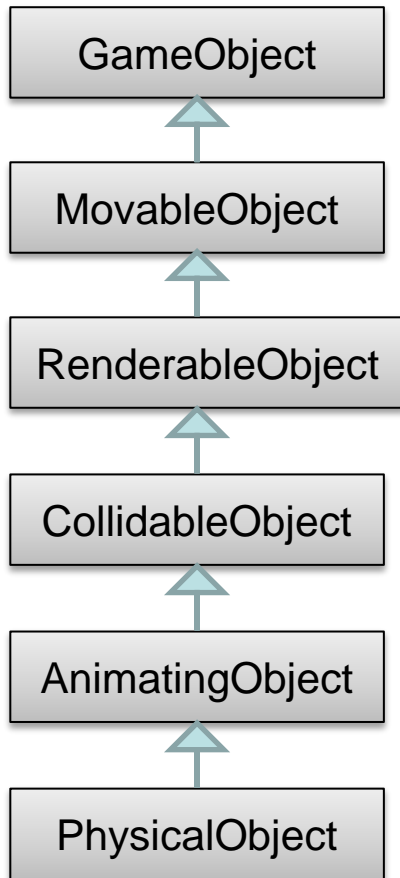 GameObject
MovableObject
RenderableObject
CollidableObject
AnimatingObject
PhysicalObject